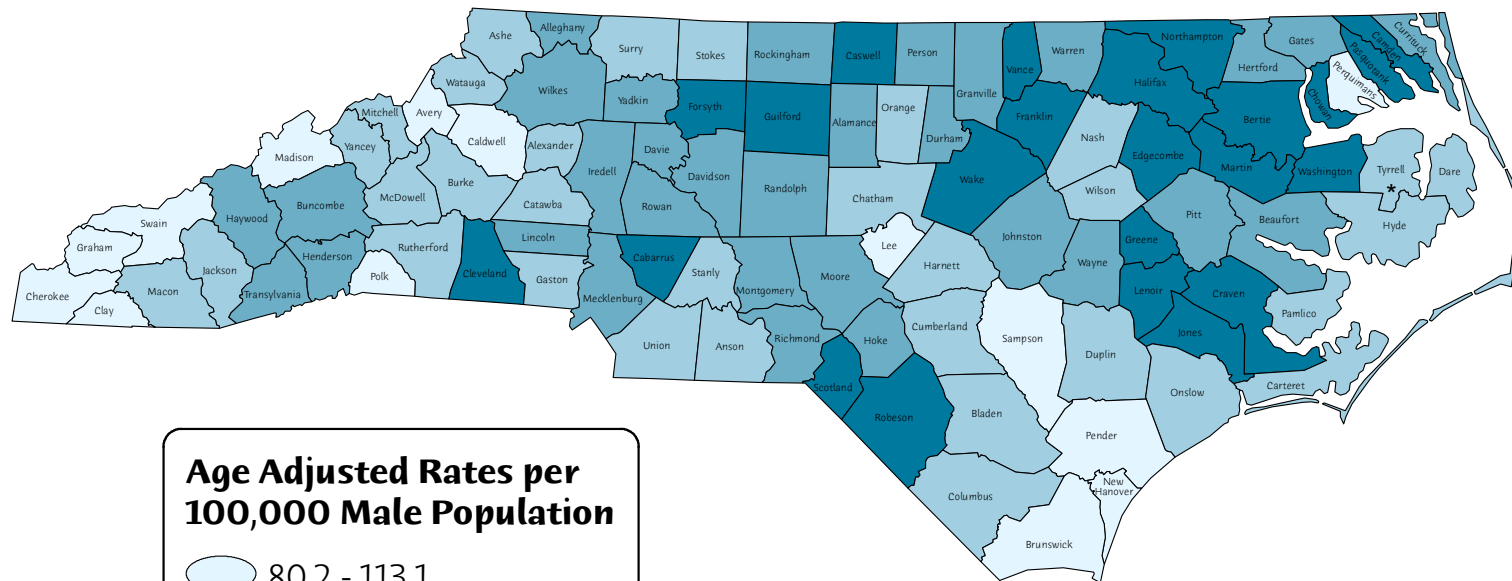 Ashe
Alleghany
Surry
Stokes
Rockingham
Caswell
Person
Granville
Vance
Warren
Northampton
Halifax
Hertford
Gates
Currituck
Camden
Pasquotank
Perquimans
Chowan
Watauga
Wilkes
Yadkin
Forsyth
Guilford
Alamance
Orange
Durham
Franklin
Nash
Edgecombe
Bertie
Martin
Washington
Tyrrell
*
Dare
Mitchell
Avery
Caldwell
Alexander
Iredell
Davie
Davidson
Randolph
Chatham
Wake
Wilson
Madison
Yancey
McDowell
Burke
Catawba
Rowan
Pitt
Beaufort
Hyde
Swain
Haywood
Buncombe
Rutherford
Lincoln
Cabarrus
Stanly
Montgomery
Moore
Lee
Harnett
Johnston
Wayne
Greene
Graham
Jackson
Henderson
Polk
Cleveland
Gaston
Mecklenburg
Lenoir
Craven
Pamlico
Cherokee
Clay
Macon
Transylvania
Union
Anson
Richmond
Hoke
Cumberland
Sampson
Duplin
Jones
Carteret
Scotland
Robeson
Bladen
Onslow
Pender
Columbus
New
Hanover
Brunswick
Age Adjusted Rates per
100,000 Male Population
80.2 - 113.1